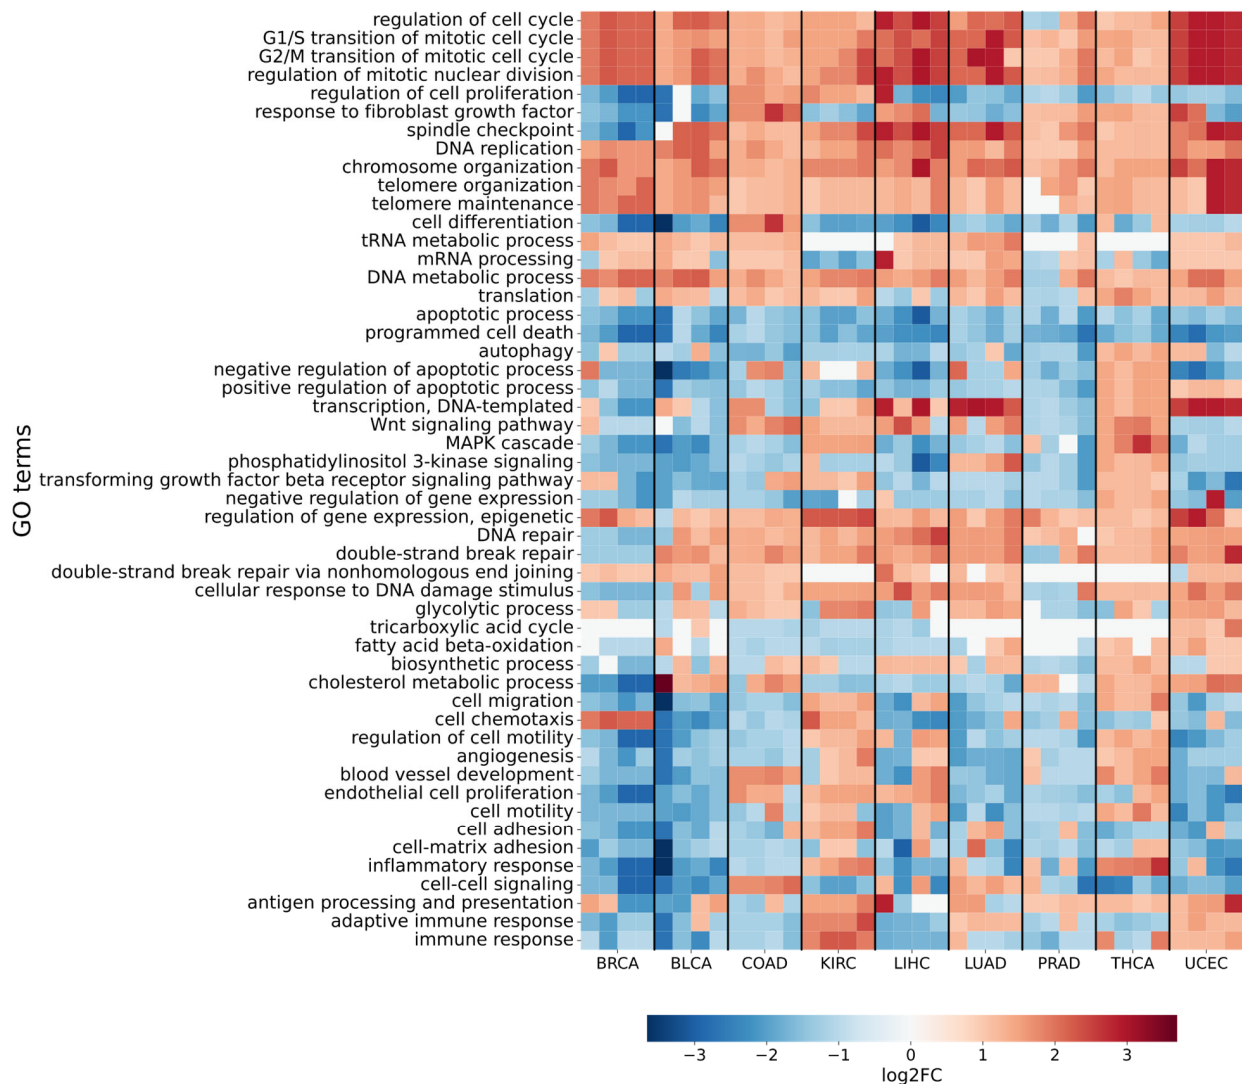 regulation of cell cycle
G1/S transition of mitotic cell cycle
G2/M transition of mitotic cell cycle
regulation of mitotic nuclear division
regulation of cell proliferation
response to fibroblast growth factor
spindle checkpoint
DNA replication
chromosome organization
telomere organization
telomere maintenance
cell differentiation
tRNA metabolic process
mRNA processing
DNA metabolic process
translation
apoptotic process
programmed cell death
autophagy
negative regulation of apoptotic process
positive regulation of apoptotic process
transcription, DNA-templated
Wnt signaling pathway
MAPK cascade
phosphatidylinositol 3-kinase signaling
transforming growth factor beta receptor signaling pathway
negative regulation of gene expression
regulation of gene expression, epigenetic
DNA repair
double-strand break repair
double-strand break repair via nonhomologous end joining
cellular response to DNA damage stimulus
glycolytic process
tricarboxylic acid cycle
fatty acid beta-oxidation
biosynthetic process
cholesterol metabolic process
cell migration
cell chemotaxis
regulation of cell motility
angiogenesis
blood vessel development
endothelial cell proliferation
cell motility
cell adhesion
cell-matrix adhesion
inflammatory response
cell-cell signaling
antigen processing and presentation
adaptive immune response
immune response
GO terms
BRCA BLCA COAD KIRC LIHC LUAD PRAD THCA UCEC
−3 −2 −1 0 1 2 3
log2FC